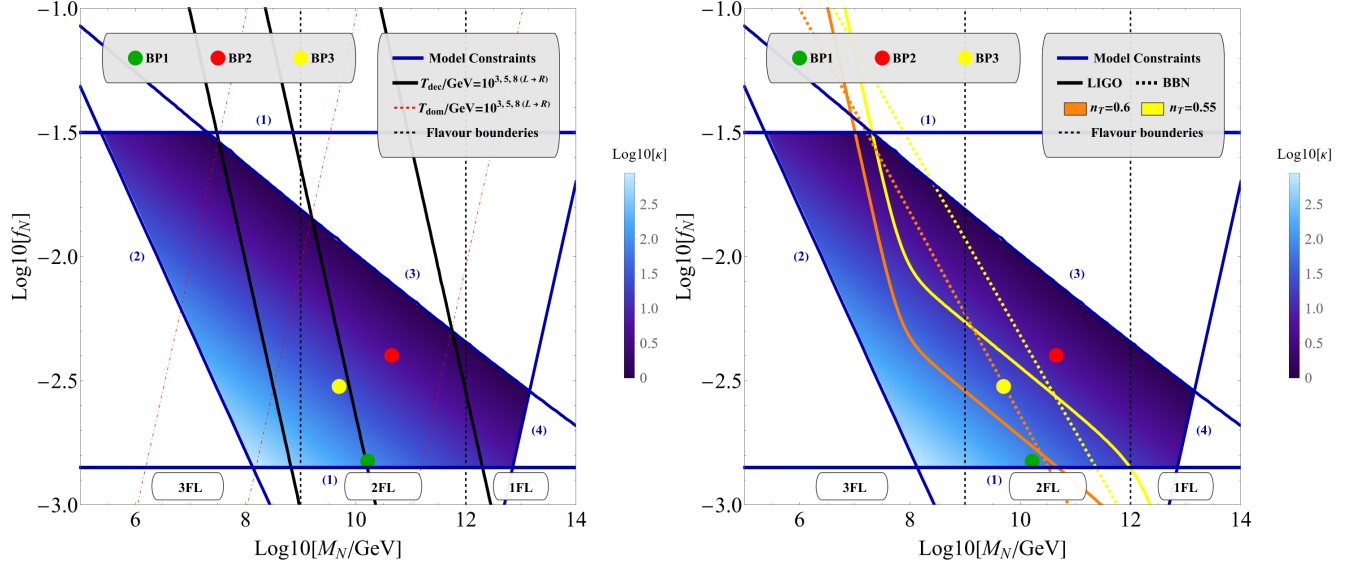 BP1 BP2 BP3
Model Constraints
T_dec/GeV=10^3, 5, 8 (L→R)
T_dom/GeV=10^3, 5, 8 (L→R)
Flavour bounderies
(1)
(2)
(3)
(4)
(1)
3FL 2FL 1FL
-1.0
-1.5
-2.0
-2.5
-3.0
Log10[f_N]
6 8 10 12 14
Log10[M_N/GeV]
Log10[κ]
2.5
2.0
1.5
1.0
0.5
0
BP1 BP2 BP3
Model Constraints
LIGO BBN
n_T=0.6 n_T=0.55
Flavour bounderies
(1)
(2)
(3)
(4)
(1)
3FL 2FL 1FL
-1.0
-1.5
-2.0
-2.5
-3.0
Log10[f_N]
6 8 10 12 14
Log10[M_N/GeV]
Log10[κ]
2.5
2.0
1.5
1.0
0.5
0